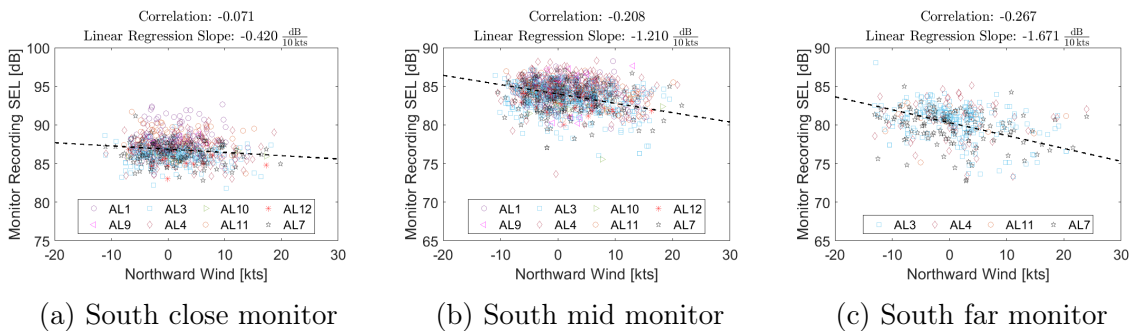 Correlation: -0.071
Linear Regression Slope: -0.420 dB/10 kts
Monitor Recording SEL [dB]
100
95
90
85
80
75
AL1 AL3 AL10 AL12
AL9 AL4 AL11 AL7
-20 -10 0 10 20 30
Northward Wind [kts]
(a) South close monitor
Correlation: -0.208
Linear Regression Slope: -1.210 dB/10 kts
Monitor Recording SEL [dB]
90
85
80
75
70
65
AL1 AL3 AL10 AL12
AL9 AL4 AL11 AL7
-20 -10 0 10 20 30
Northward Wind [kts]
(b) South mid monitor
Correlation: -0.267
Linear Regression Slope: -1.671 dB/10 kts
Monitor Recording SEL [dB]
90
85
80
75
70
65
AL3 AL4 AL11 AL7
-20 -10 0 10 20 30
Northward Wind [kts]
(c) South far monitor